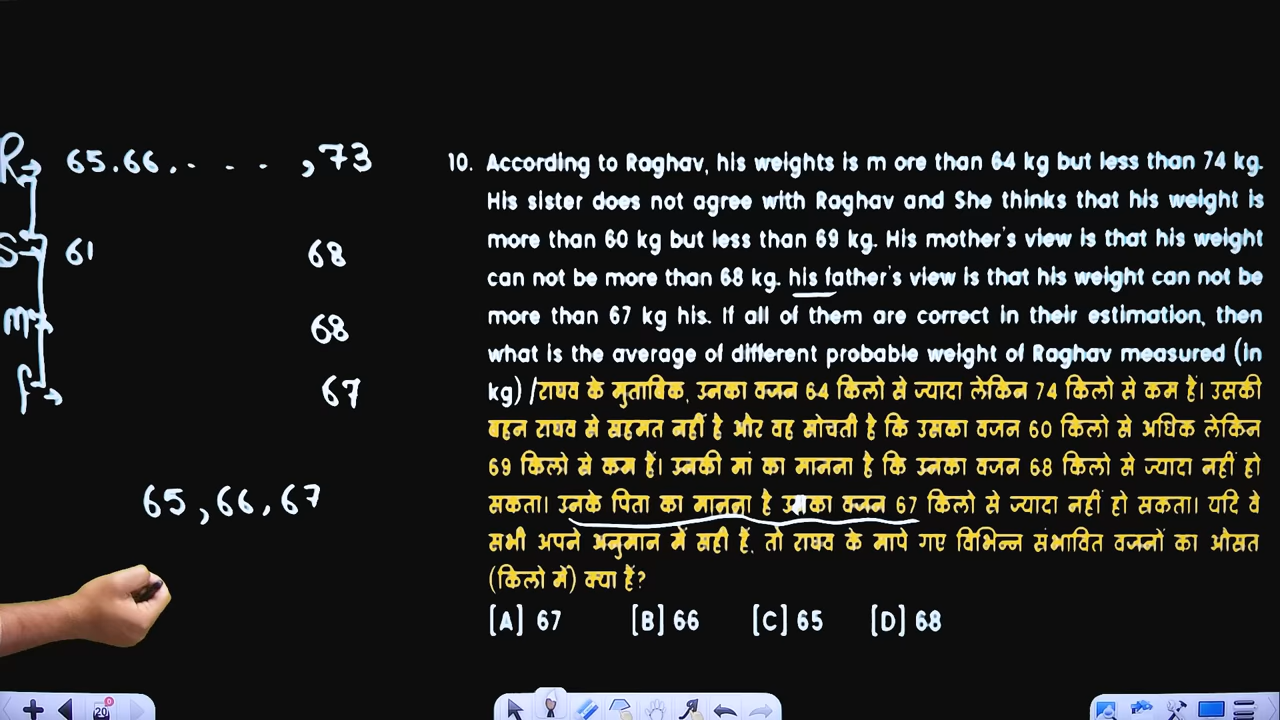 R→ 65.66. . . . , 73
S→ 61 68
M→ 68
f→ 67
65, 66, 67
10. According to Raghav, his weights is m ore than 64 kg but less than 74 kg.
His sister does not agree with Raghav and She thinks that his weight is
more than 60 kg but less than 69 kg. His mother's view is that his weight
can not be more than 68 kg. his father's view is that his weight can not be
more than 67 kg his. If all of them are correct in their estimation, then
what is the average of different probable weight of Raghav measured (in
kg) /राघव के मुताबिक, उनका वजन 64 किलो से ज्यादा लेकिन 74 किलो से कम है। उसकी
बहन राघव से सहमत नहीं है और वह सोचती है कि उसका वजन 60 किलो से अधिक लेकिन
69 किलो से कम है। उनकी मां का मानना है कि उनका वजन 68 किलो से ज्यादा नहीं हो
सकता। उनके पिता का मानना है उसका वजन 67 किलो से ज्यादा नहीं हो सकता। यदि वे
सभी अपने अनुमान में सही हैं, तो राघव के मापे गए विभिन्न संभावित वजनों का औसत
(किलो में) क्या है?
[A] 67 [B] 66 [C] 65 [D] 68
20